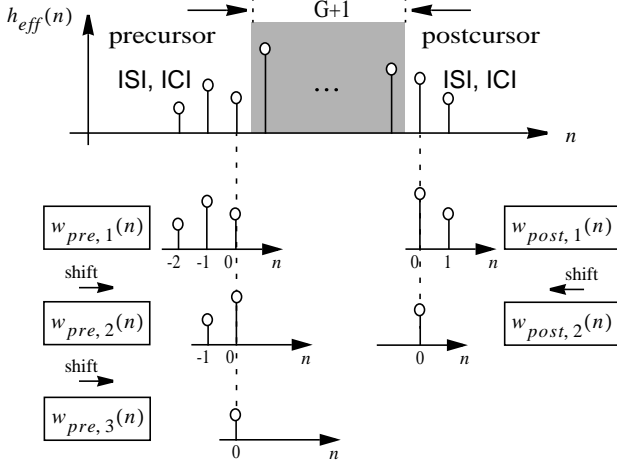 h_eff(n)
G+1
precursor
postcursor
ISI, ICI
...
ISI, ICI
n
w_pre, 1(n)
-2 -1 0 n
0 1 n
w_post, 1(n)
shift
shift
w_pre, 2(n)
-1 0 n
0 n
w_post, 2(n)
shift
w_pre, 3(n)
0 n